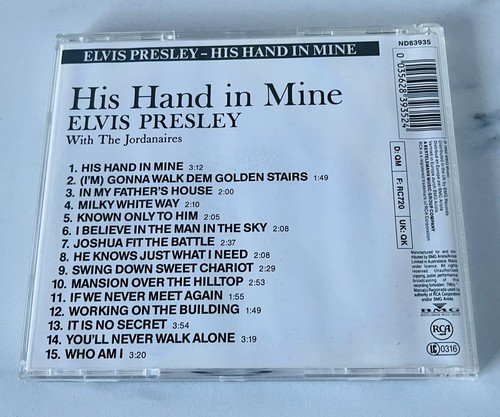 ELVIS PRESLEY – HIS HAND IN MINE
ND83935
His Hand in Mine
ELVIS PRESLEY
With The Jordanaires
1. HIS HAND IN MINE 3:12
2. (I'M) GONNA WALK DEM GOLDEN STAIRS 1:49
3. IN MY FATHER'S HOUSE 2:00
4. MILKY WHITE WAY 2:10
5. KNOWN ONLY TO HIM 2:05
6. I BELIEVE IN THE MAN IN THE SKY 2:08
7. JOSHUA FIT THE BATTLE 2:37
8. HE KNOWS JUST WHAT I NEED 2:08
9. SWING DOWN SWEET CHARIOT 2:29
10. MANSION OVER THE HILLTOP 2:53
11. IF WE NEVER MEET AGAIN 1:55
12. WORKING ON THE BUILDING 1:49
13. IT IS NO SECRET 3:54
14. YOU'LL NEVER WALK ALONE 3:19
15. WHO AM I 3:20
0 035628 393524
D: QM
F: RC720
UK: QK
BMG
RCA
LC 0316